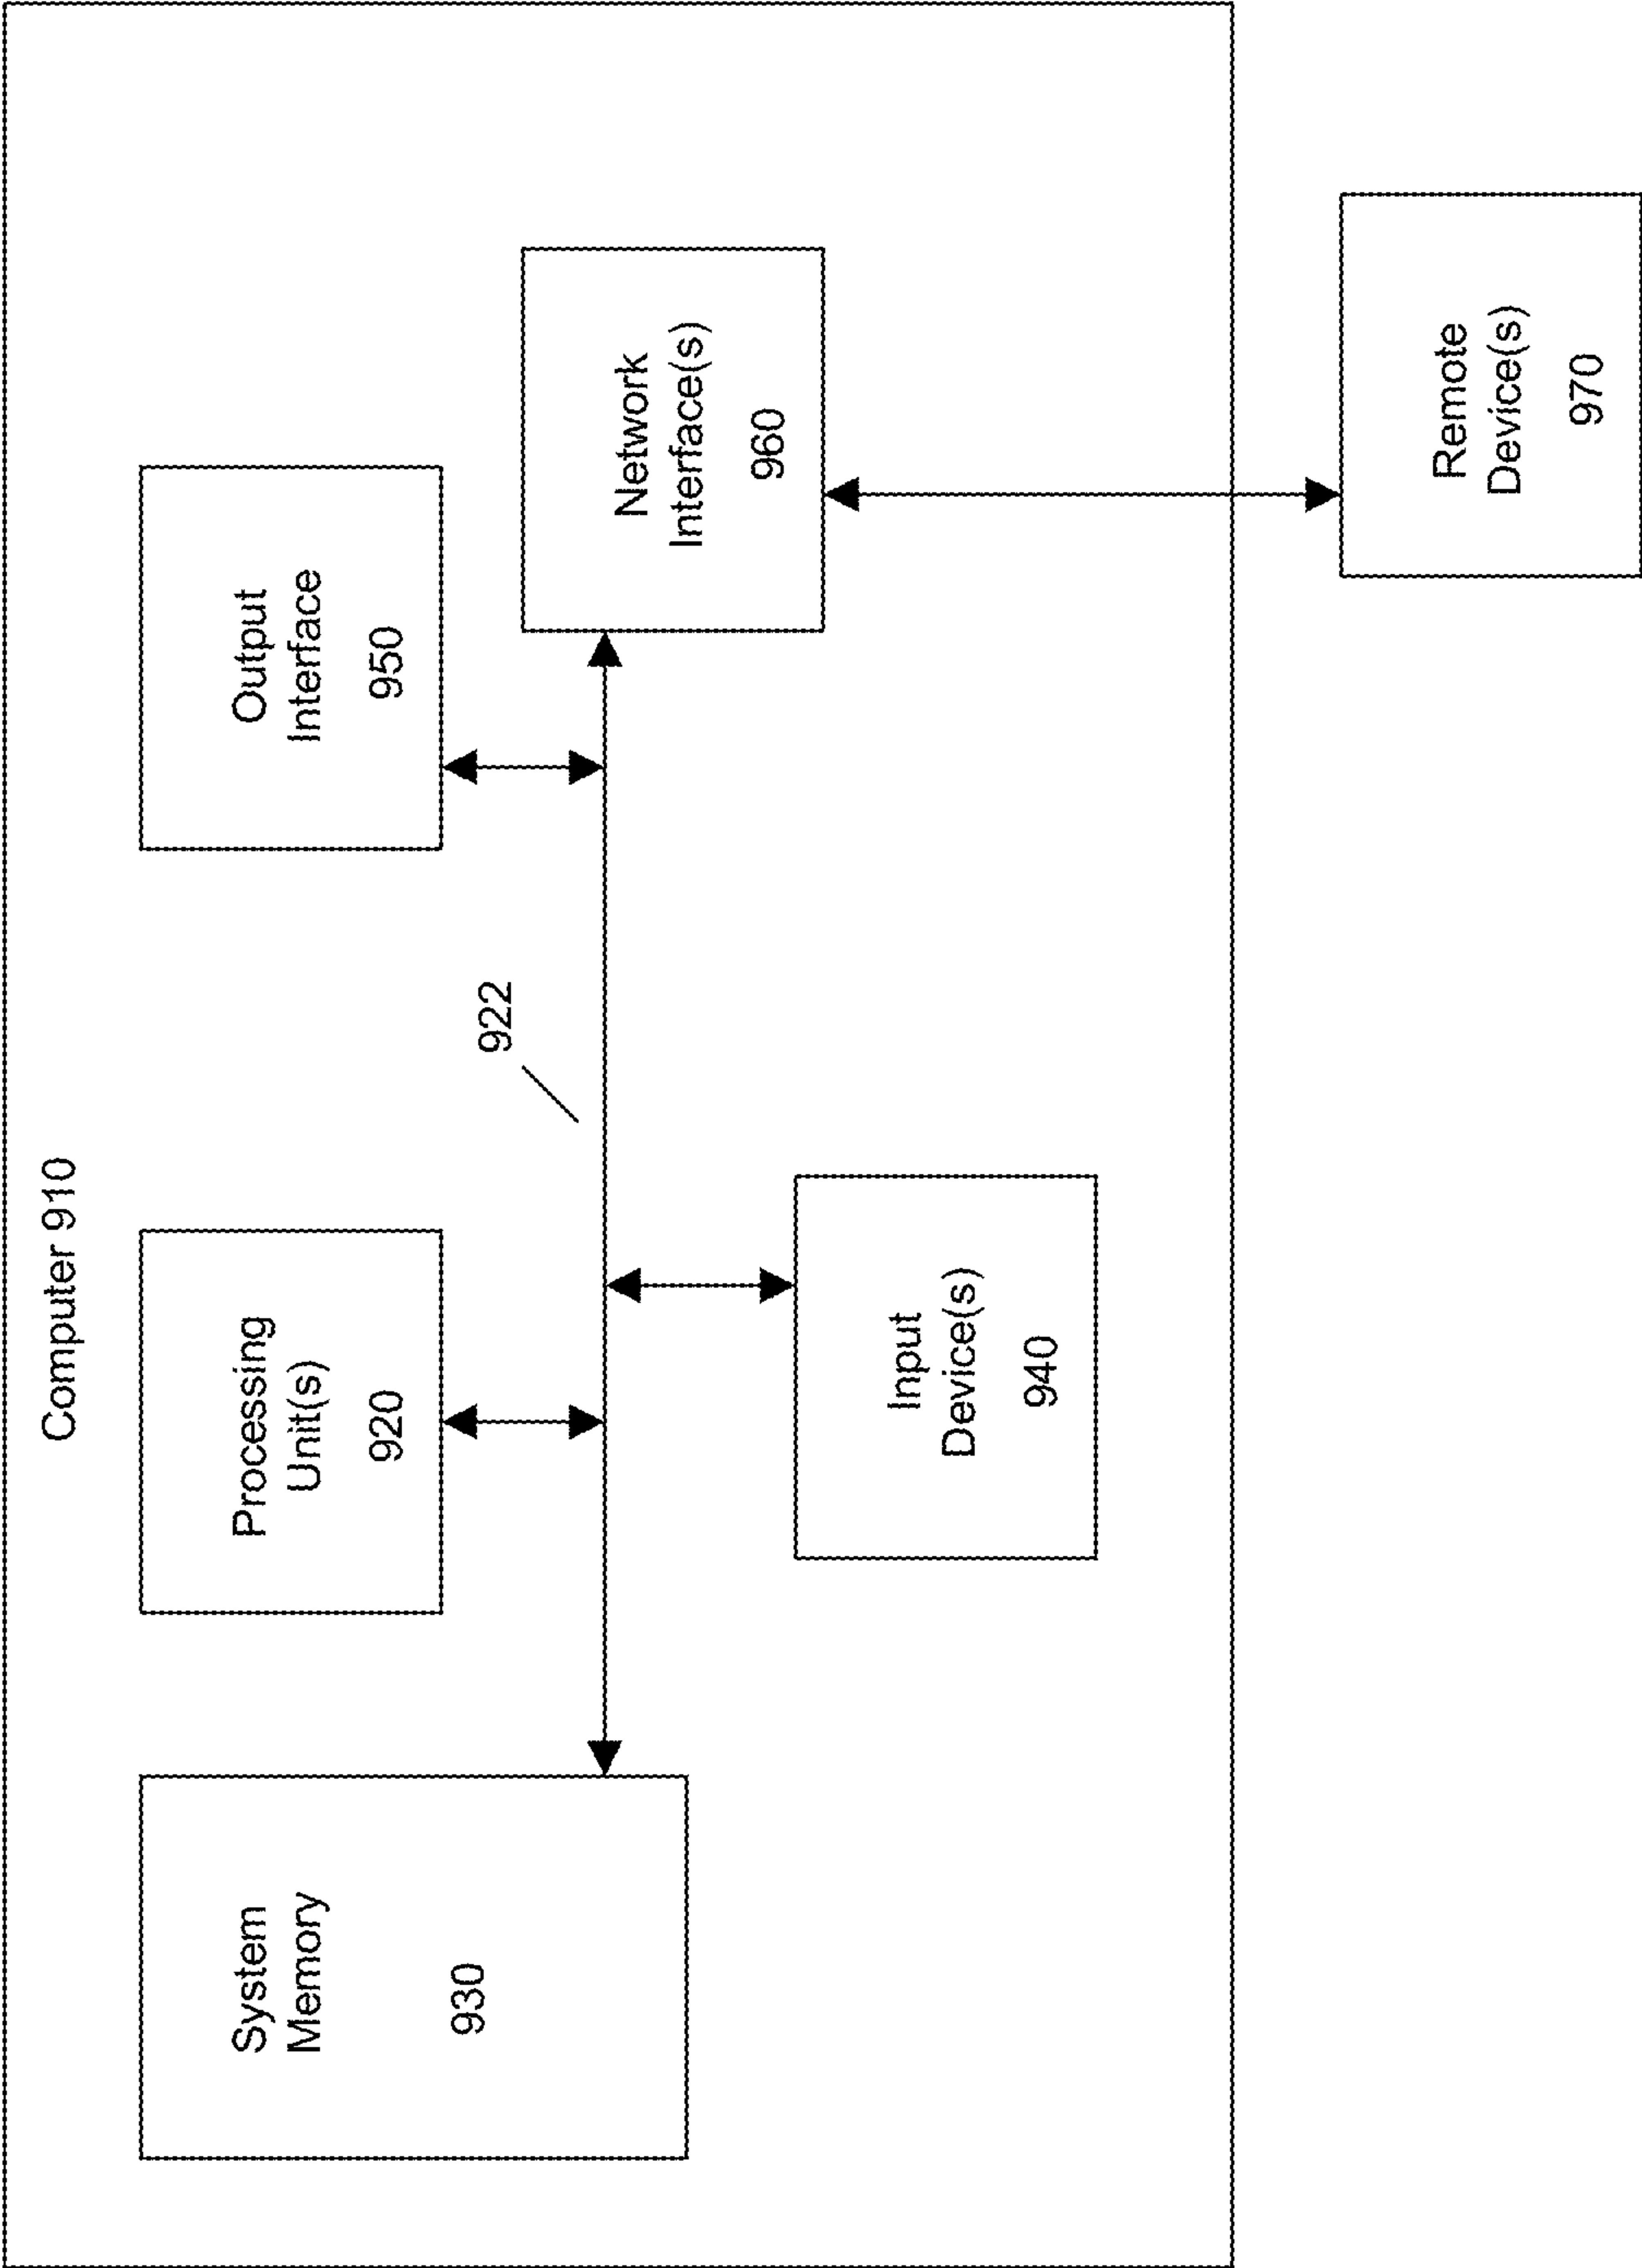 Computer 910
System
Memory
930
Processing
Unit(s)
920
Output
Interface
950
922
Network
Interface(s)
960
Input
Device(s)
940
Remote
Device(s)
970